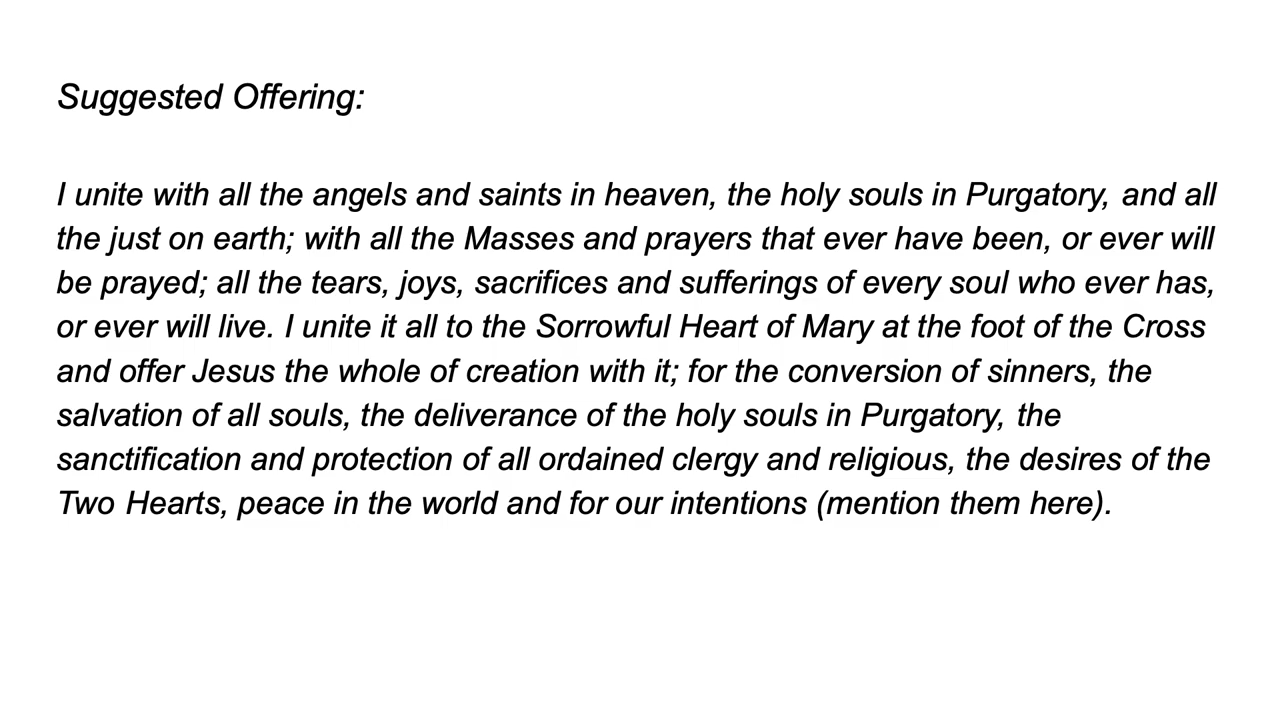 Suggested Offering:
I unite with all the angels and saints in heaven, the holy souls in Purgatory, and all
the just on earth; with all the Masses and prayers that ever have been, or ever will
be prayed; all the tears, joys, sacrifices and sufferings of every soul who ever has,
or ever will live. I unite it all to the Sorrowful Heart of Mary at the foot of the Cross
and offer Jesus the whole of creation with it; for the conversion of sinners, the
salvation of all souls, the deliverance of the holy souls in Purgatory, the
sanctification and protection of all ordained clergy and religious, the desires of the
Two Hearts, peace in the world and for our intentions (mention them here).